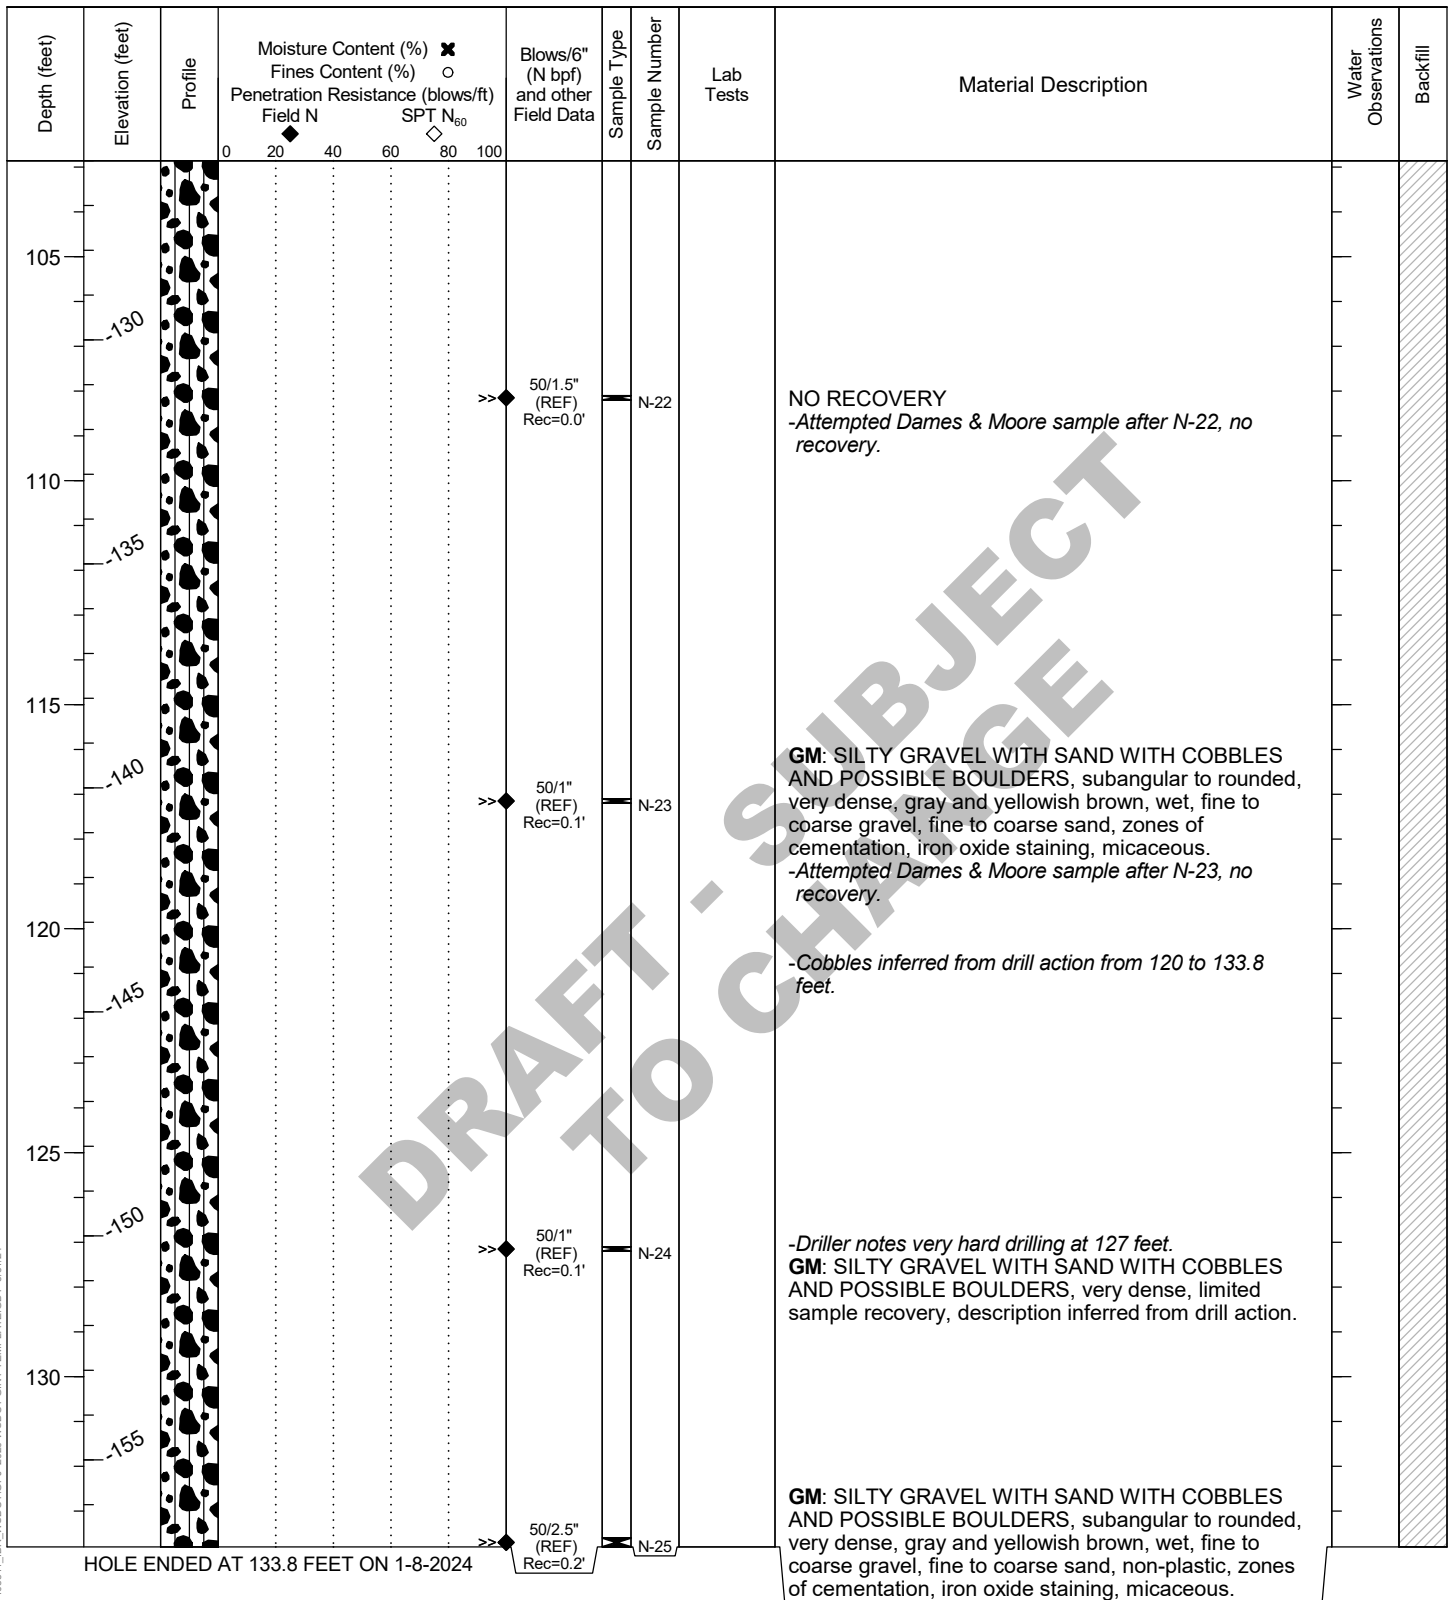 Depth (feet)
Elevation (feet)
Profile
Moisture Content (%) ✖
Fines Content (%) ○
Penetration Resistance (blows/ft)
Field N SPT N60
◆ ◇
0 20 40 60 80 100
Blows/6"
(N bpf)
and other
Field Data
Sample Type
Sample Number
Lab
Tests
Material Description
Water
Observations
Backfill
105
-130
>>
50/1.5"
(REF)
Rec=0.0'
N-22
NO RECOVERY
-Attempted Dames & Moore sample after N-22, no
recovery.
110
-135
115
-140
>>
50/1"
(REF)
Rec=0.1'
N-23
GM: SILTY GRAVEL WITH SAND WITH COBBLES
AND POSSIBLE BOULDERS, subangular to rounded,
very dense, gray and yellowish brown, wet, fine to
coarse gravel, fine to coarse sand, zones of
cementation, iron oxide staining, micaceous.
-Attempted Dames & Moore sample after N-23, no
recovery.
120
-Cobbles inferred from drill action from 120 to 133.8
feet.
-145
125
-150
>>
50/1"
(REF)
Rec=0.1'
N-24
-Driller notes very hard drilling at 127 feet.
GM: SILTY GRAVEL WITH SAND WITH COBBLES
AND POSSIBLE BOULDERS, very dense, limited
sample recovery, description inferred from drill action.
130
-155
>>
50/2.5"
(REF)
Rec=0.2'
N-25
GM: SILTY GRAVEL WITH SAND WITH COBBLES
AND POSSIBLE BOULDERS, subangular to rounded,
very dense, gray and yellowish brown, wet, fine to
coarse gravel, fine to coarse sand, non-plastic, zones
of cementation, iron oxide staining, micaceous.
HOLE ENDED AT 133.8 FEET ON 1-8-2024
DRAFT - SUBJECT
TO CHANGE